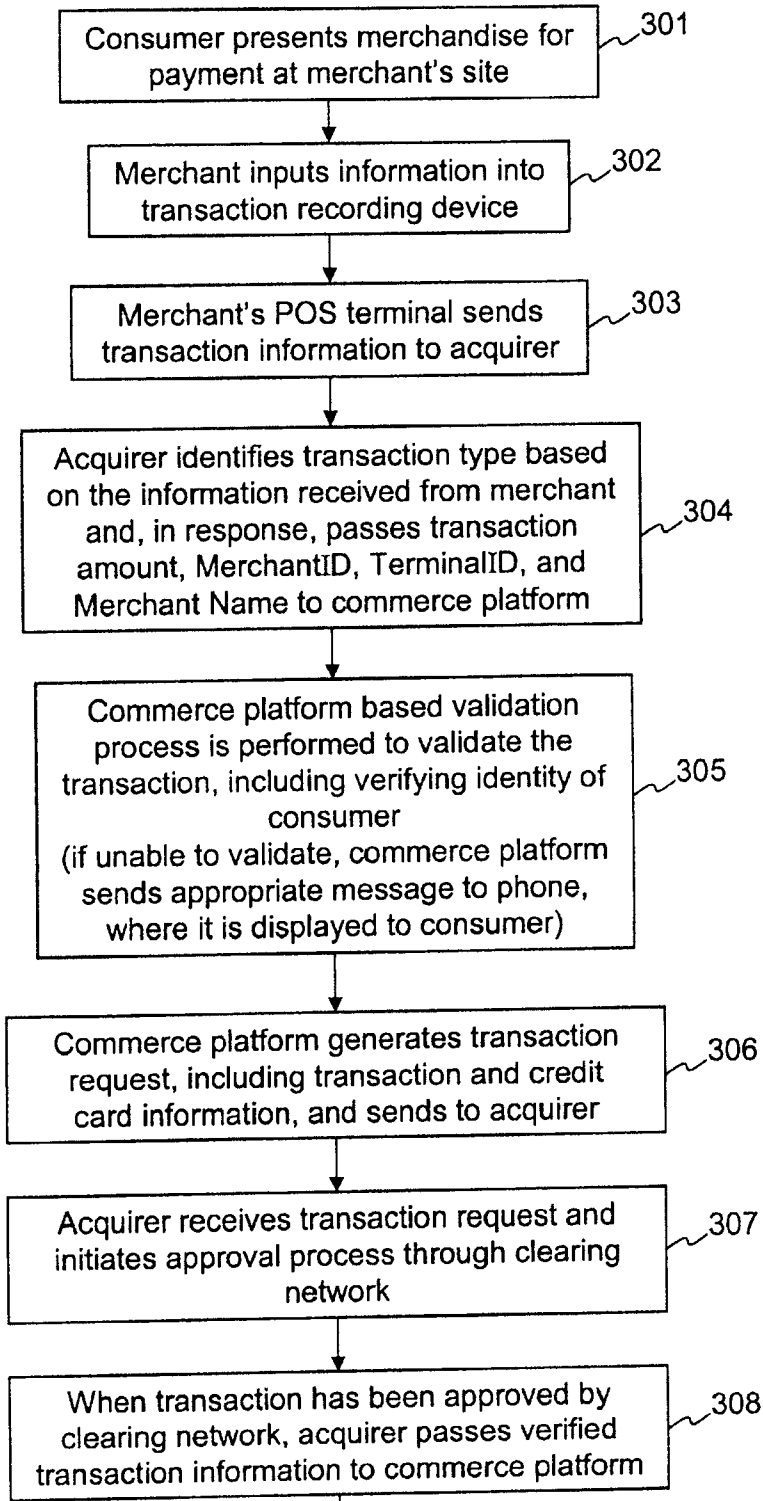 Consumer presents merchandise for
payment at merchant's site
301
Merchant inputs information into
transaction recording device
302
Merchant's POS terminal sends
transaction information to acquirer
303
Acquirer identifies transaction type based
on the information received from merchant
and, in response, passes transaction
amount, MerchantID, TerminalID, and
Merchant Name to commerce platform
304
Commerce platform based validation
process is performed to validate the
transaction, including verifying identity of
consumer
(if unable to validate, commerce platform
sends appropriate message to phone,
where it is displayed to consumer)
305
Commerce platform generates transaction
request, including transaction and credit
card information, and sends to acquirer
306
Acquirer receives transaction request and
initiates approval process through clearing
network
307
When transaction has been approved by
clearing network, acquirer passes verified
transaction information to commerce platform
308